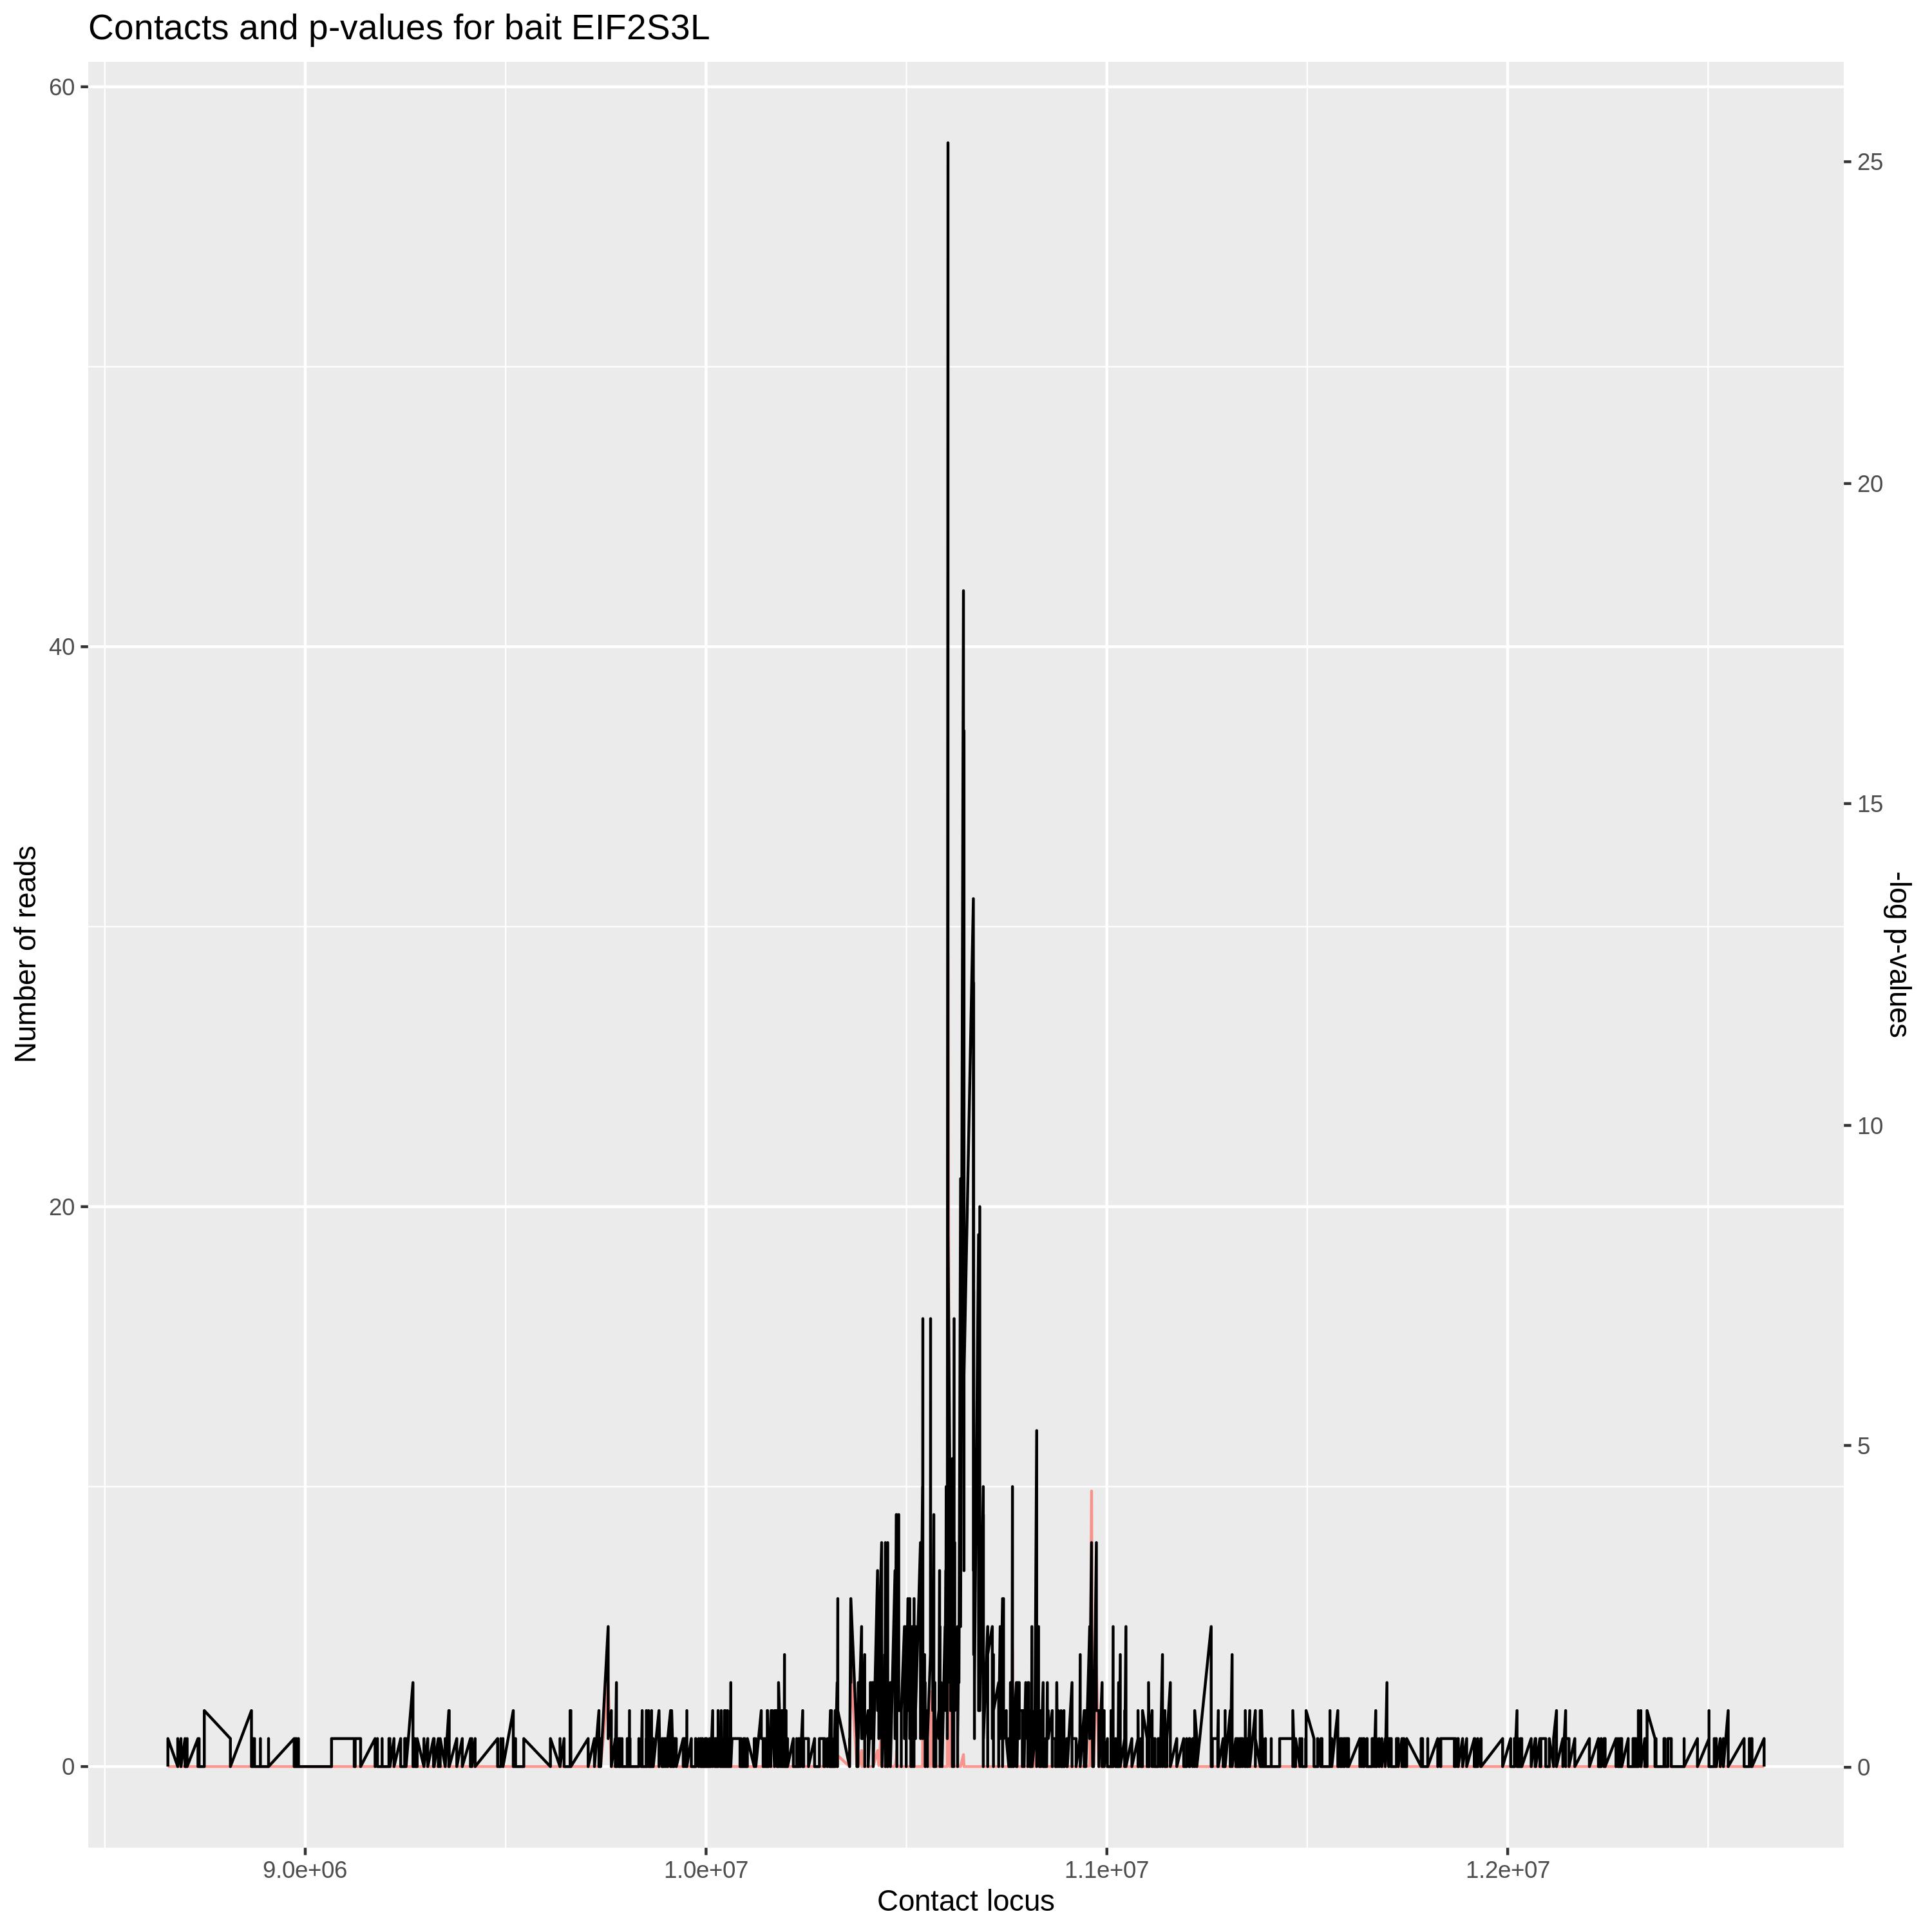 Contacts and p-values for bait EIF2S3L
60
40
20
0
Number of reads
25
20
15
10
5
0
-log p-values
9.0e+06
1.0e+07
1.1e+07
1.2e+07
Contact locus